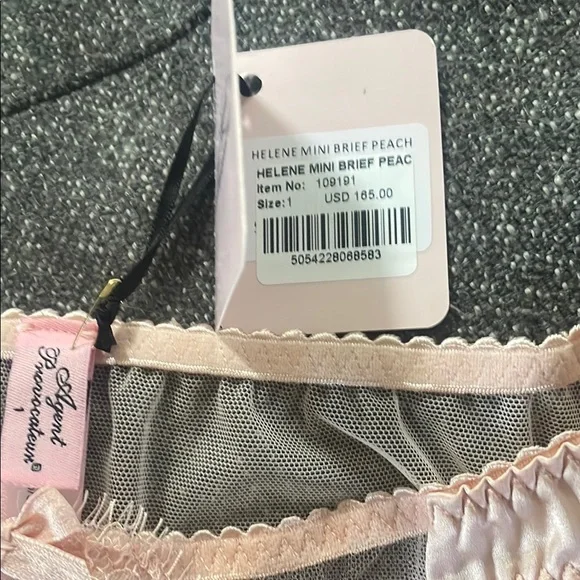 HELENE MINI BRIEF PEACH
HELENE MINI BRIEF PEAC
Item No: 109191
Size:1 USD 165.00
5054228068583
Agent
Provocateur®
1